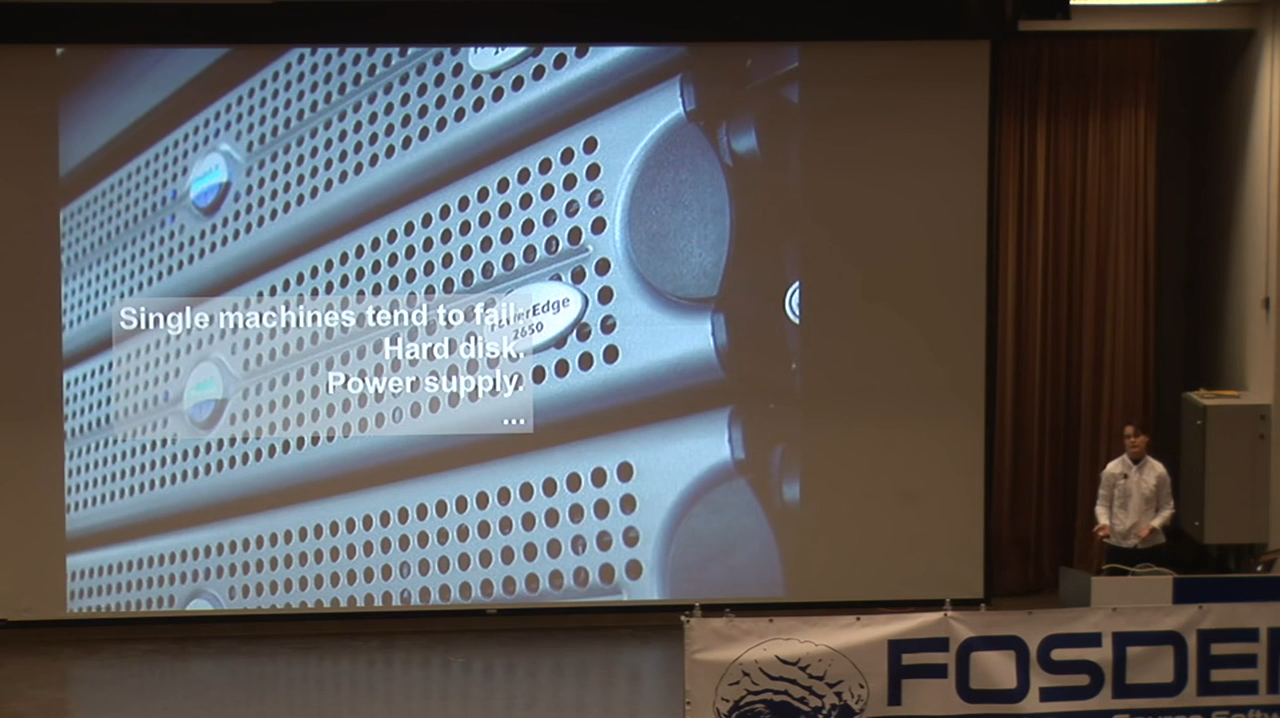 Single machines tend to fail.
Hard disk.
Power supply.
...
PowerEdge
2650
FOSDE